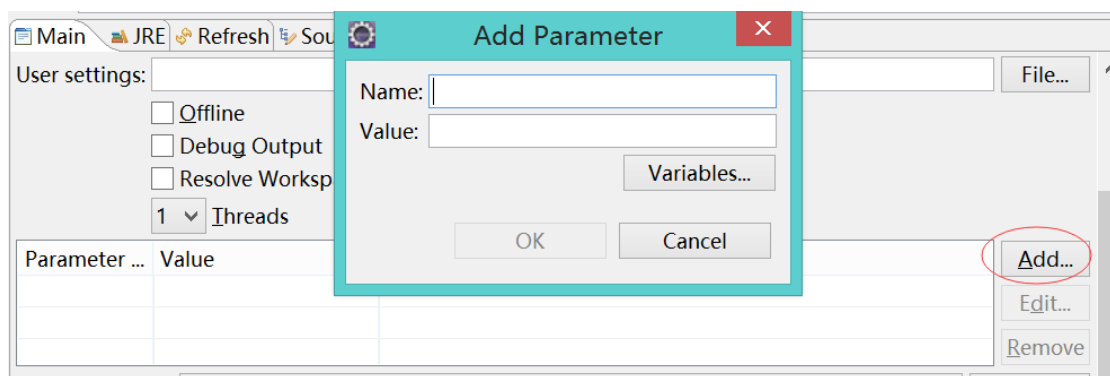 Main JRE Refresh Sou
Add Parameter
User settings:
File...
Name:
Offline
Value:
Debug Output
Variables...
Resolve Worksp
1 Threads
OK Cancel
Parameter ... Value
Add...
Edit...
Remove